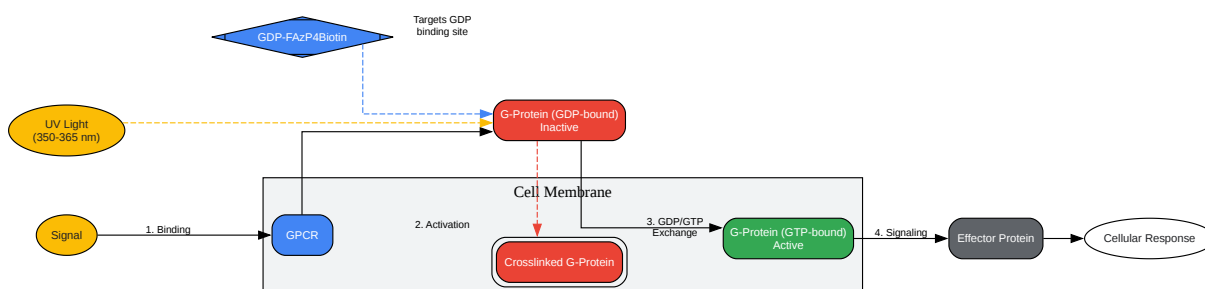 GDP-FAzP4Biotin
Targets GDP
binding site
UV Light
(350-365 nm)
G-Protein (GDP-bound)
Inactive
Cell Membrane
Signal
1. Binding
GPCR
2. Activation
Crosslinked G-Protein
3. GDP/GTP
Exchange
G-Protein (GTP-bound)
Active
4. Signaling
Effector Protein
Cellular Response